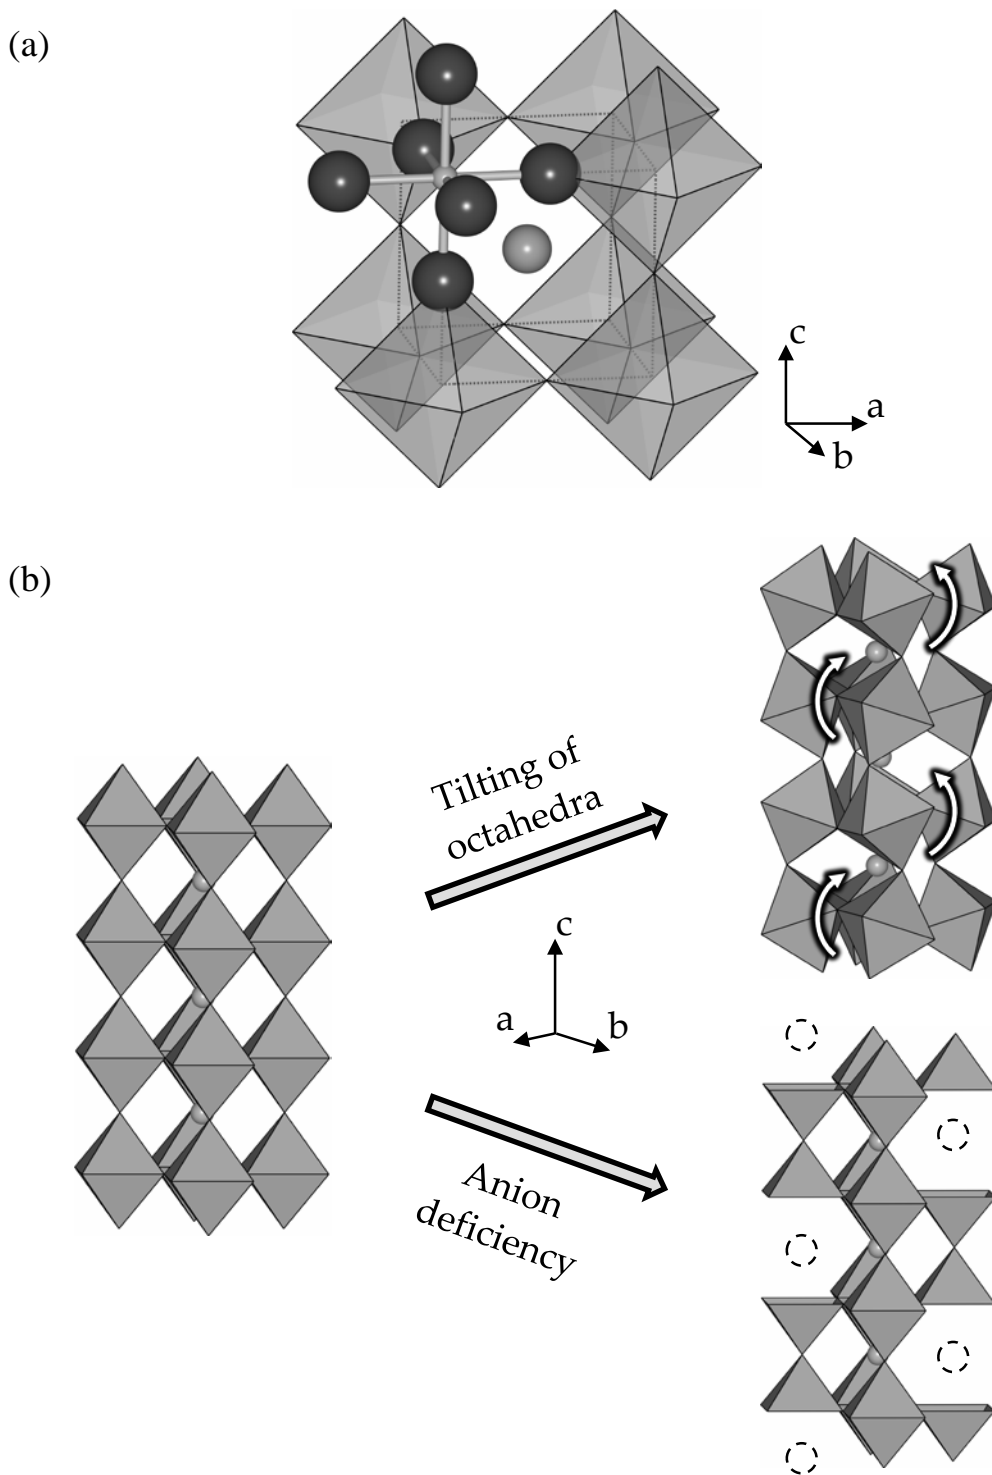 (a)
c
a
b
(b)
Tilting of
octahedra
c
a
b
Anion
deficiency